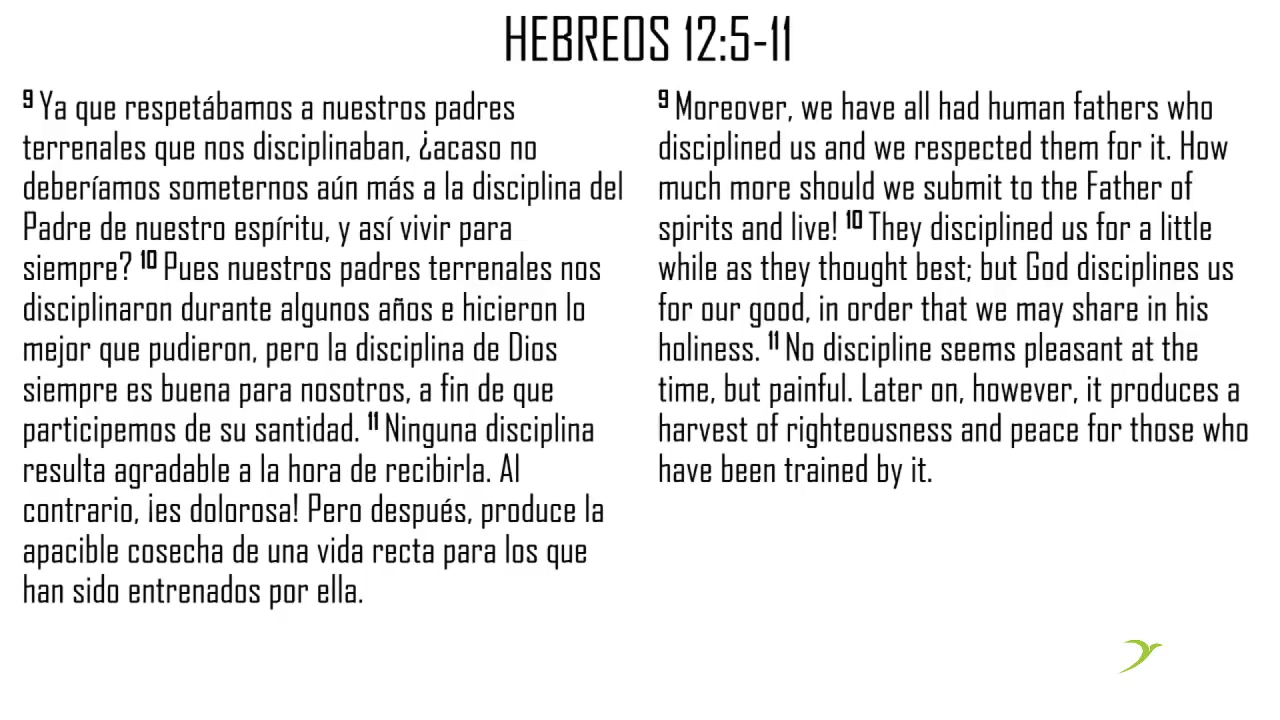 HEBREOS 12:5-11
9 Ya que respetábamos a nuestros padres
terrenales que nos disciplinaban, ¿acaso no
deberíamos someternos aún más a la disciplina del
Padre de nuestro espíritu, y así vivir para
siempre? 10 Pues nuestros padres terrenales nos
disciplinaron durante algunos años e hicieron lo
mejor que pudieron, pero la disciplina de Dios
siempre es buena para nosotros, a fin de que
participemos de su santidad. 11 Ninguna disciplina
resulta agradable a la hora de recibirla. Al
contrario, ¡es dolorosa! Pero después, produce la
apacible cosecha de una vida recta para los que
han sido entrenados por ella.
9 Moreover, we have all had human fathers who
disciplined us and we respected them for it. How
much more should we submit to the Father of
spirits and live! 10 They disciplined us for a little
while as they thought best; but God disciplines us
for our good, in order that we may share in his
holiness. 11 No discipline seems pleasant at the
time, but painful. Later on, however, it produces a
harvest of righteousness and peace for those who
have been trained by it.